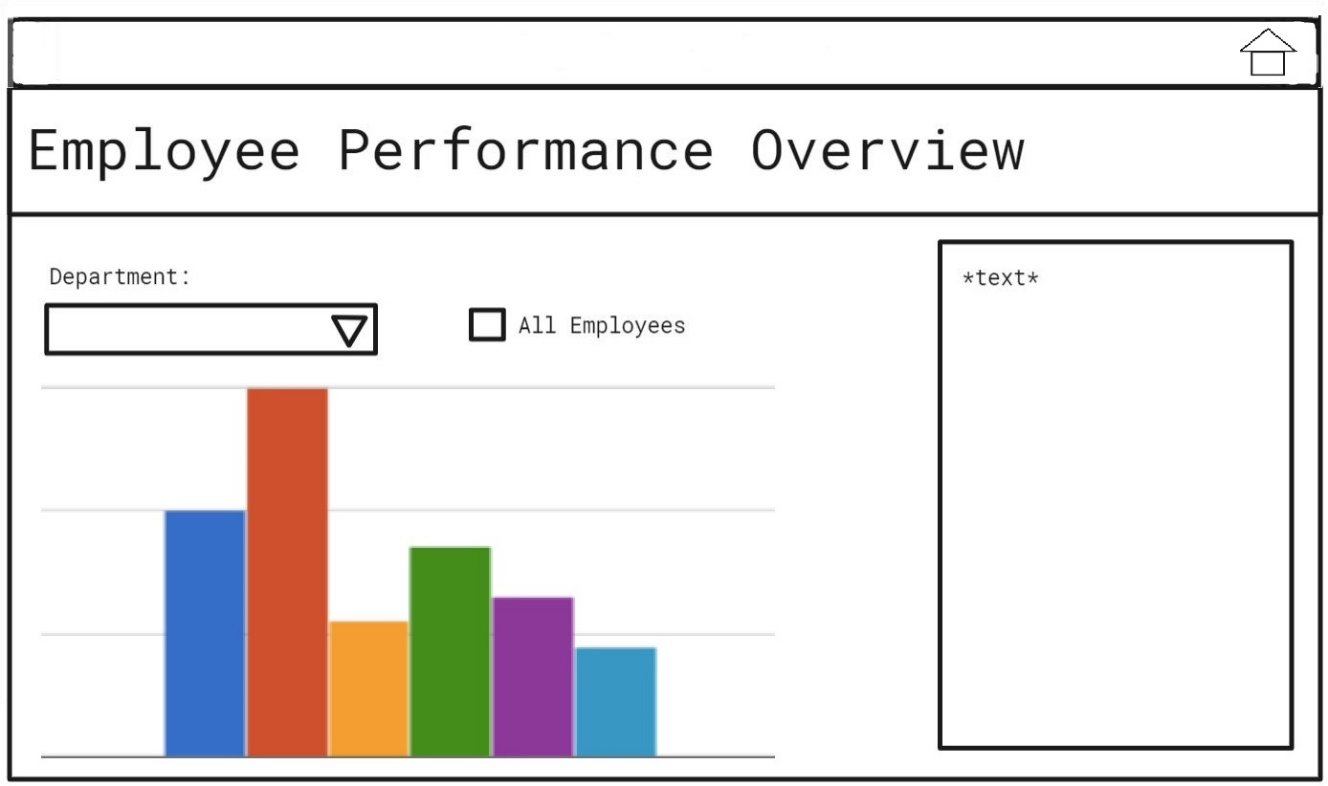 Employee Performance Overview
Department:
All Employees
*text*